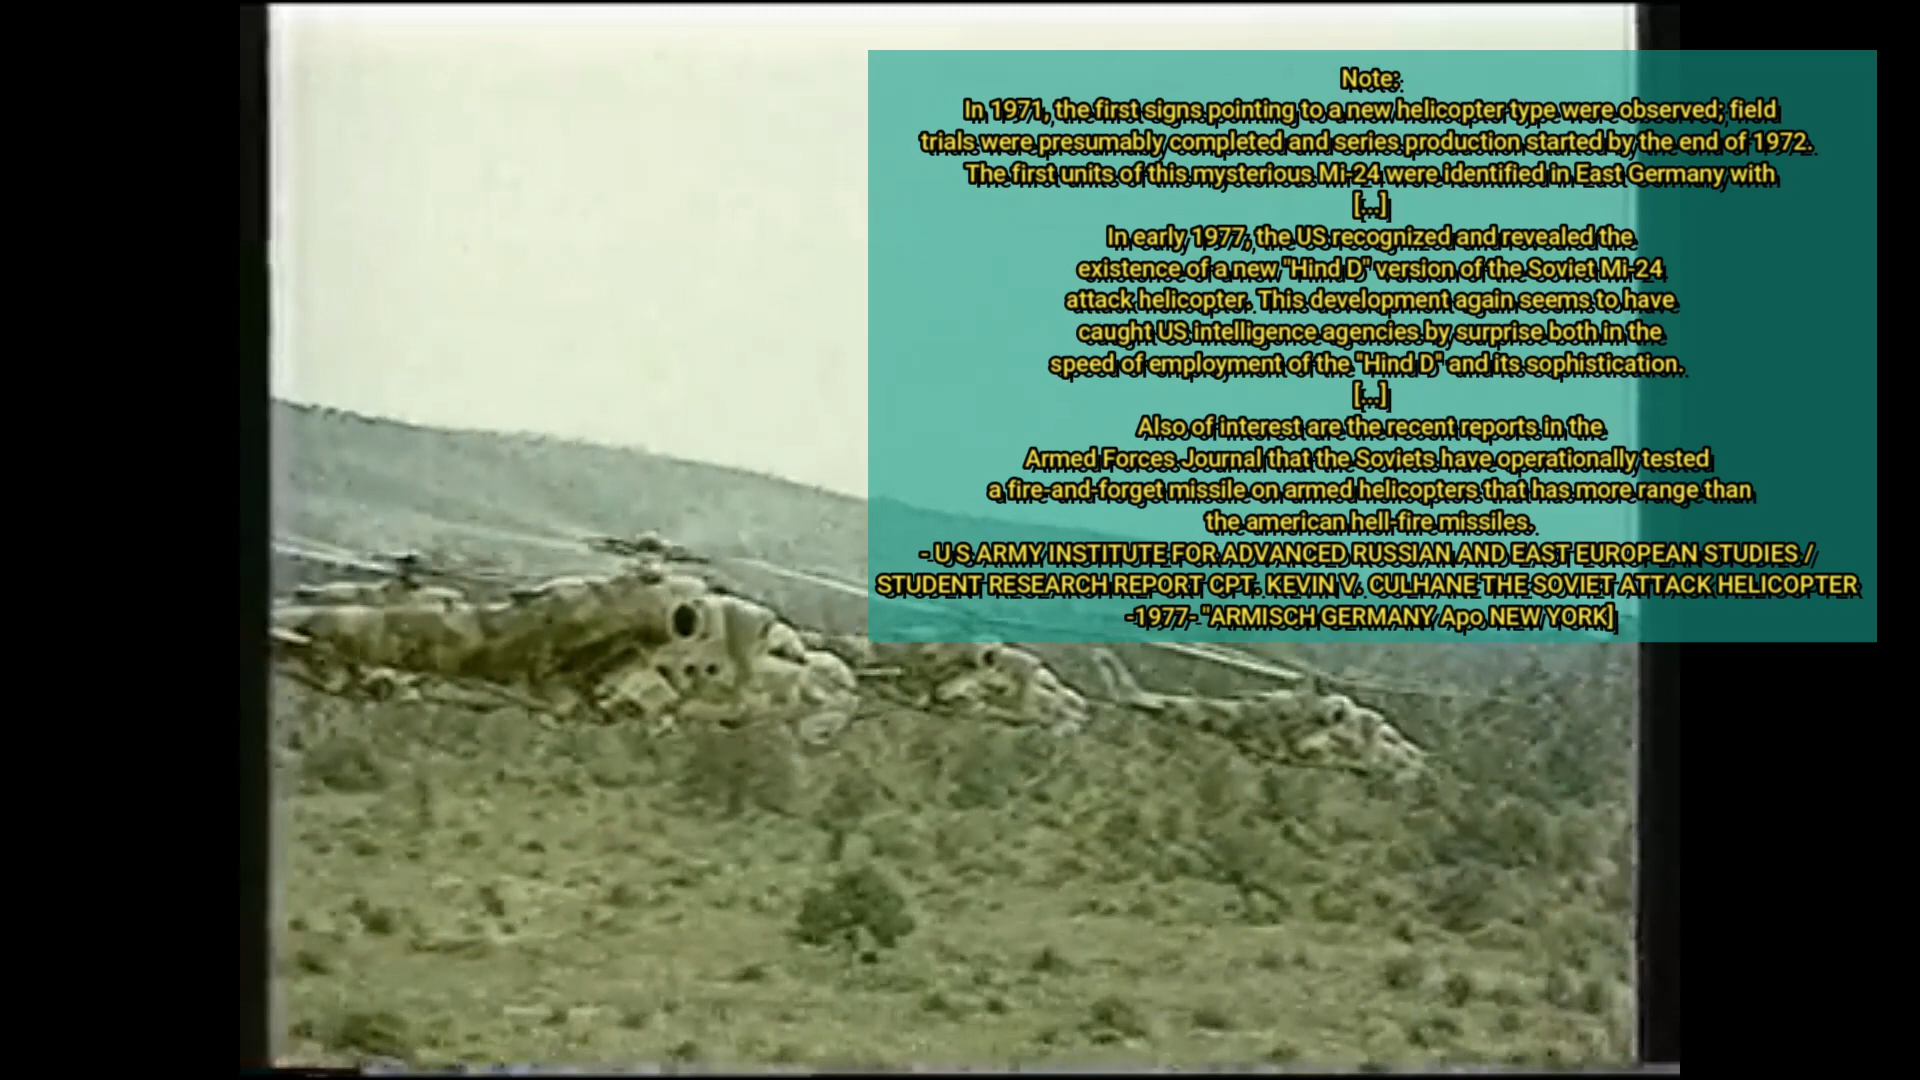 Note:
In 1971, the first signs pointing to a new helicopter type were observed; field
trials were presumably completed and series production started by the end of 1972.
The first units of this mysterious Mi-24 were identified in East Germany with
[...]
In early 1977, the US recognized and revealed the
existence of a new "Hind D" version of the Soviet Mi-24
attack helicopter. This development again seems to have
caught US intelligence agencies by surprise both in the
speed of employment of the "Hind D" and its sophistication.
[...]
Also of interest are the recent reports in the
Armed Forces Journal that the Soviets have operationally tested
a fire-and-forget missile on armed helicopters that has more range than
the american hell-fire missiles.
- U S ARMY INSTITUTE FOR ADVANCED RUSSIAN AND EAST EUROPEAN STUDIES /
STUDENT RESEARCH REPORT CPT. KEVIN V. CULHANE THE SOVIET ATTACK HELICOPTER
-1977- "ARMISCH GERMANY Apo NEW YORK]